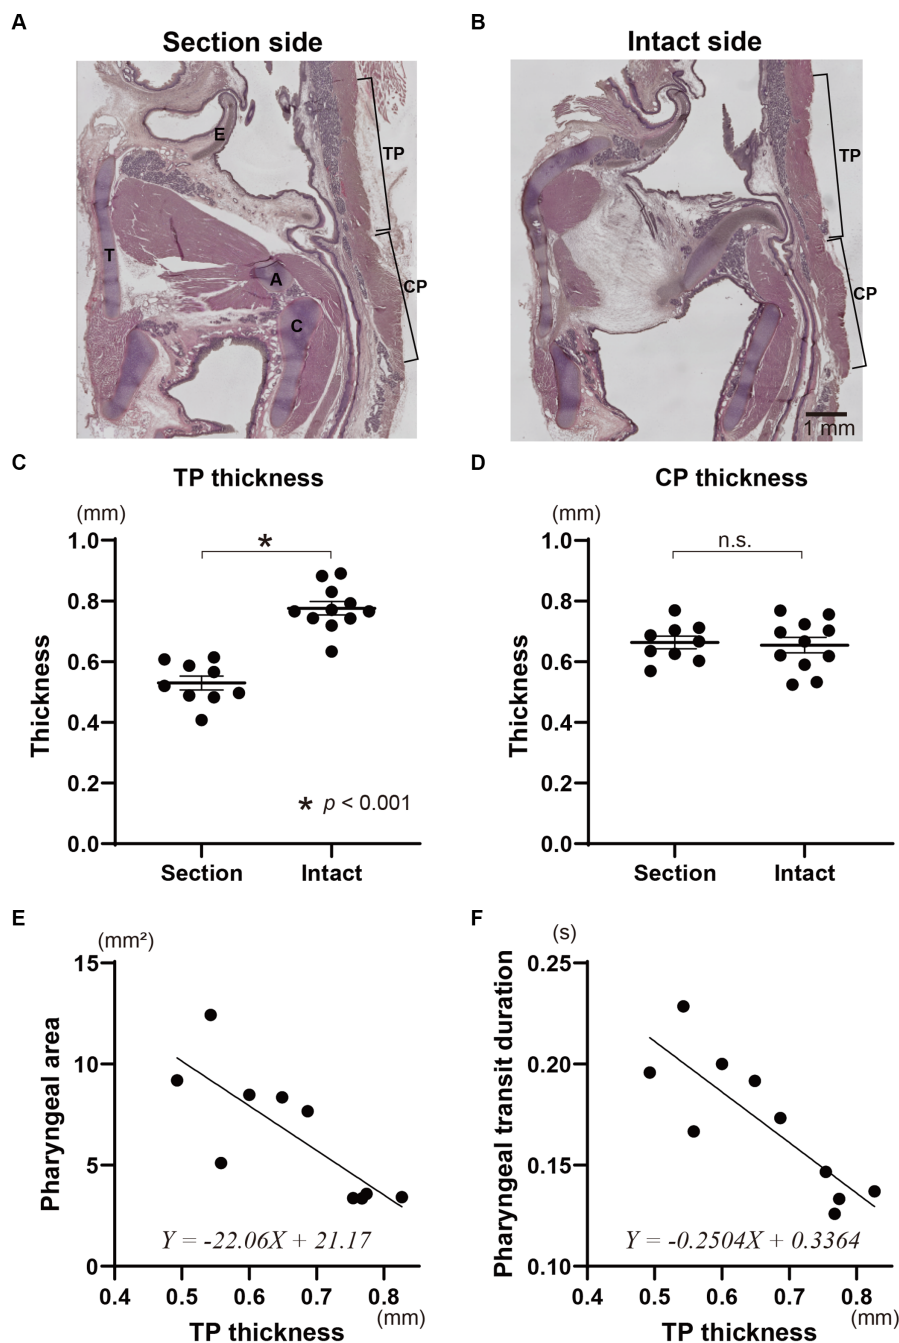 A
Section side
E
T
A
C
TP
CP
B
Intact side
TP
CP
1 mm
C
TP thickness
(mm)
1.0
0.8
0.6
0.4
0.2
0.0
Thickness
*
* p < 0.001
Section Intact
D
CP thickness
(mm)
1.0
0.8
0.6
0.4
0.2
0.0
Thickness
n.s.
Section Intact
E
(mm²)
15
10
5
0
Pharyngeal area
Y = -22.06X + 21.17
0.4 0.5 0.6 0.7 0.8
(mm)
TP thickness
F
(s)
0.25
0.20
0.15
0.10
Pharyngeal transit duration
Y = -0.2504X + 0.3364
0.4 0.5 0.6 0.7 0.8
(mm)
TP thickness